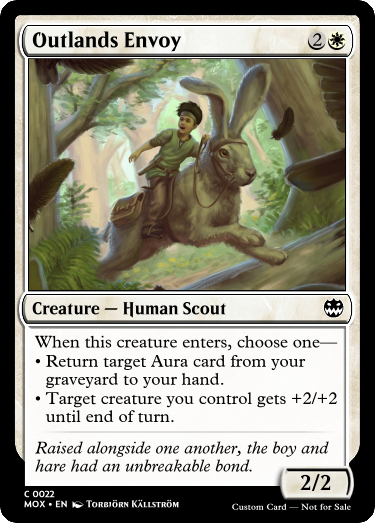 Outlands Envoy 2
Creature — Human Scout
When this creature enters, choose one—
• Return target Aura card from your
graveyard to your hand.
• Target creature you control gets +2/+2
until end of turn.
Raised alongside one another, the boy and
hare had an unbreakable bond.
2/2
C 0022
MOX • EN TORBJÖRN KÄLLSTRÖM
Custom Card — Not for Sale